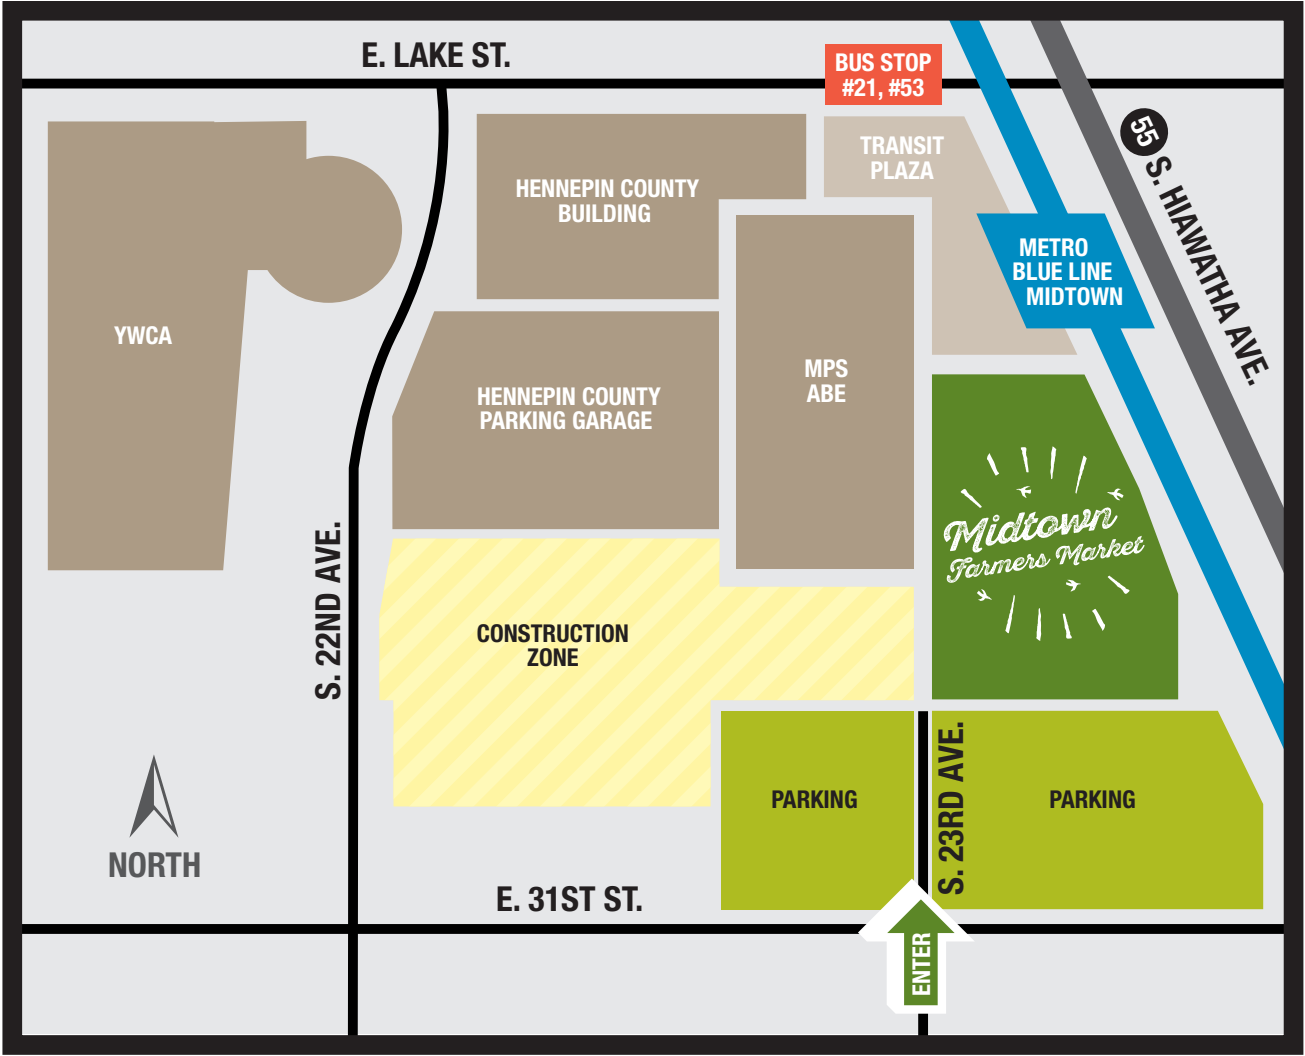 E. LAKE ST.
BUS STOP
#21, #53
55 S. HIAWATHA AVE.
TRANSIT
PLAZA
HENNEPIN COUNTY
BUILDING
METRO
BLUE LINE
MIDTOWN
YWCA
MPS
ABE
HENNEPIN COUNTY
PARKING GARAGE
Midtown
Farmers Market
S. 22ND AVE.
CONSTRUCTION
ZONE
PARKING
S. 23RD AVE.
PARKING
NORTH
E. 31ST ST.
ENTER